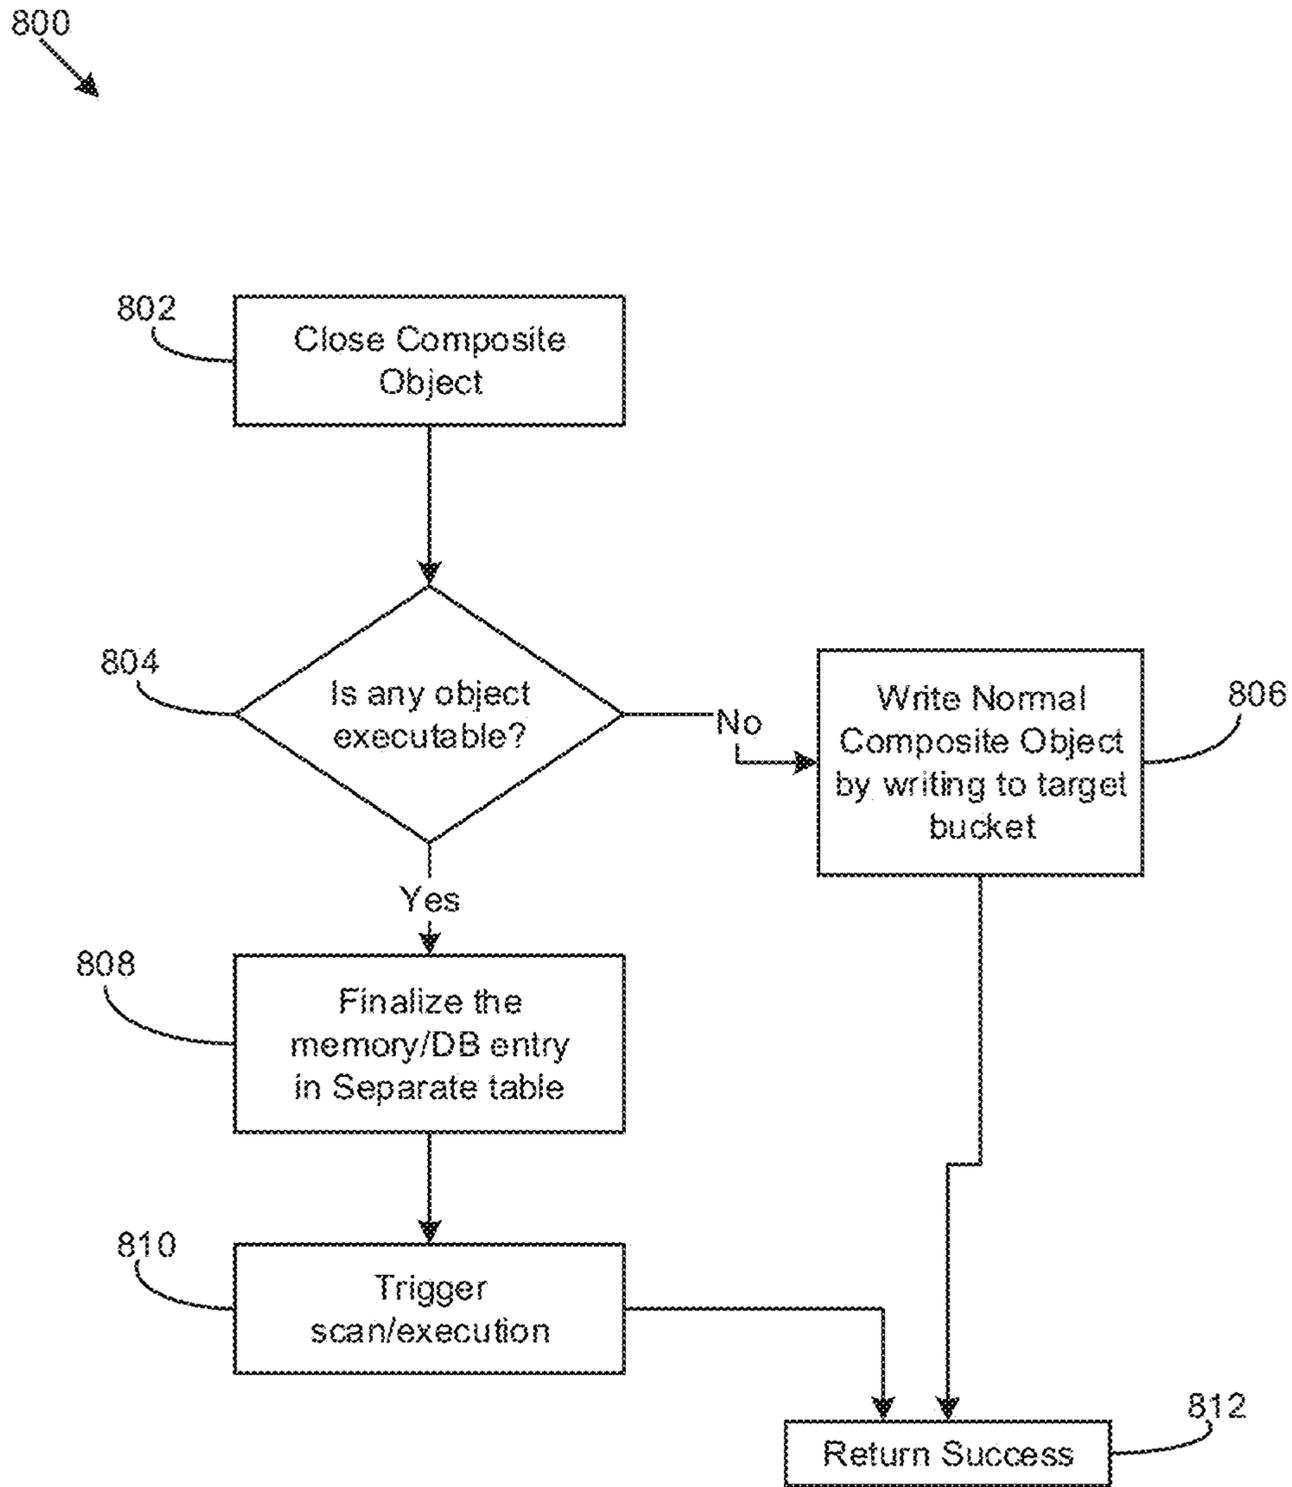 800
802
Close Composite
Object
804
Is any object
executable?
No
Write Normal
Composite Object
by writing to target
bucket
806
Yes
808
Finalize the
memory/DB entry
in Separate table
810
Trigger
scan/execution
812
Return Success